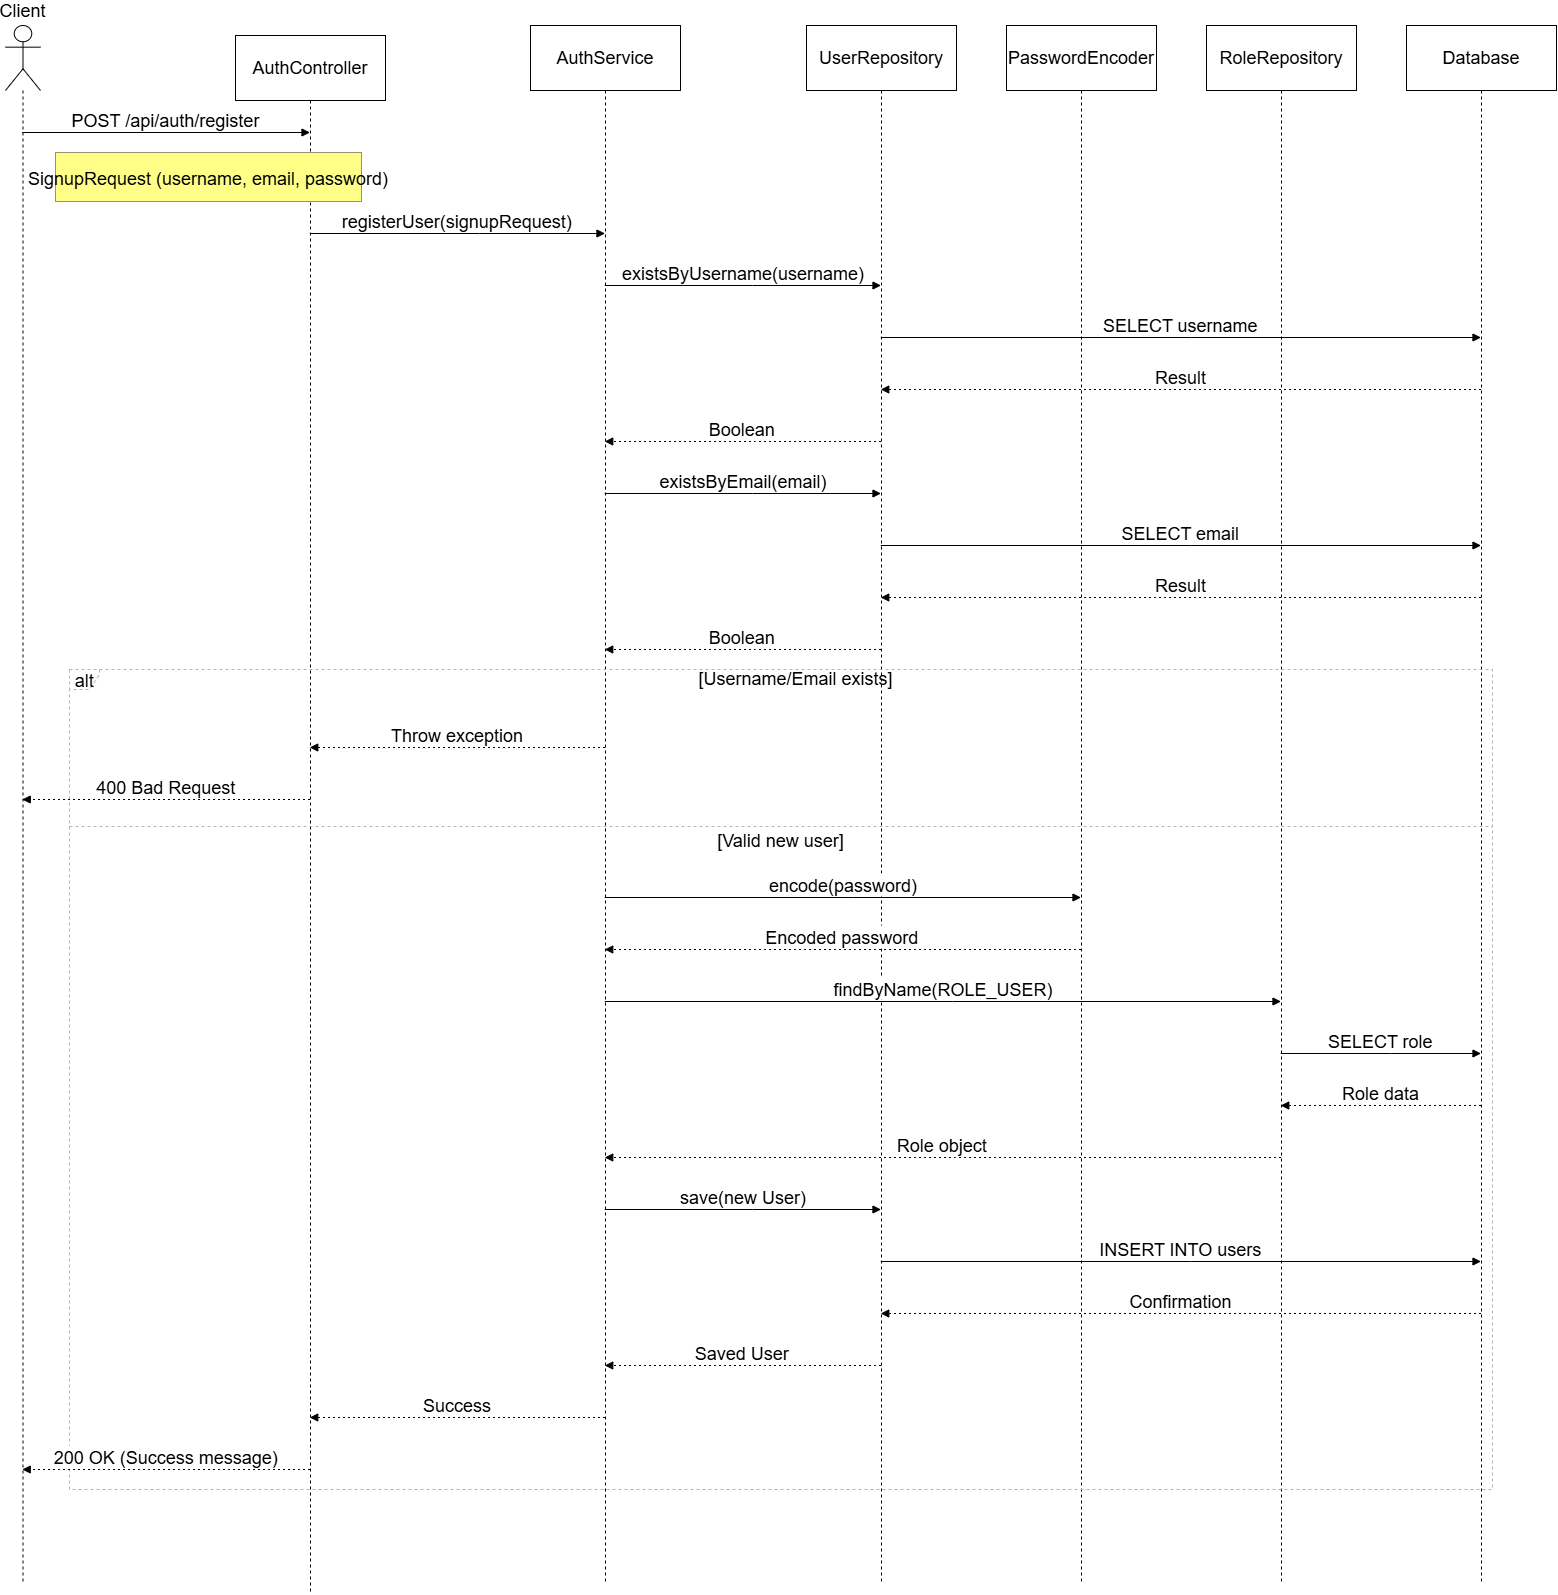 Client
AuthController
AuthService
UserRepository
PasswordEncoder
RoleRepository
Database
POST /api/auth/register
SignupRequest (username, email, password)
registerUser(signupRequest)
existsByUsername(username)
SELECT username
Result
Boolean
existsByEmail(email)
SELECT email
Result
Boolean
alt
[Username/Email exists]
Throw exception
400 Bad Request
[Valid new user]
encode(password)
Encoded password
findByName(ROLE_USER)
SELECT role
Role data
Role object
save(new User)
INSERT INTO users
Confirmation
Saved User
Success
200 OK (Success message)